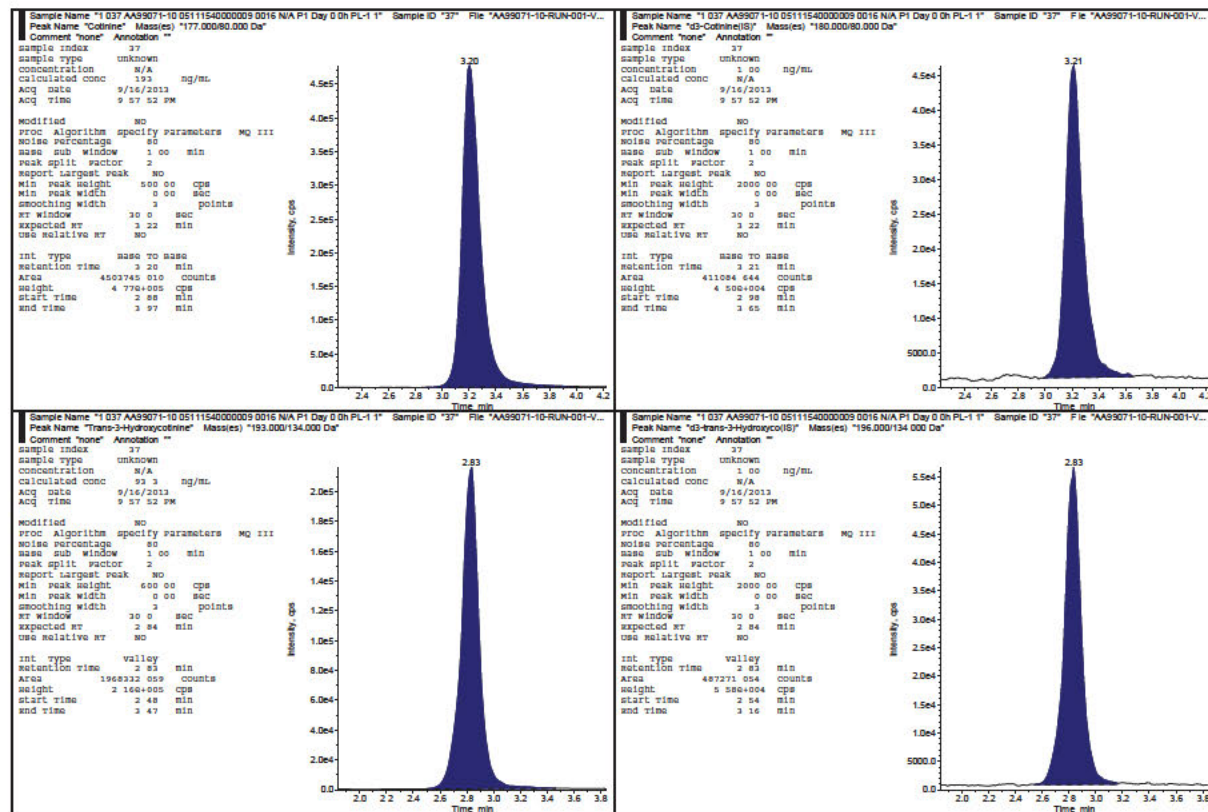 Sample Name "1 037 AA99071-10 05111540000009 0016 N/A P1 Day 0 0h PL-1 1" Sample ID "37" File "AA99071-10-RUN-001-V...
Peak Name "Cotinine" Mass(es) "177.000/80.000 Da"
Comment "none" Annotation ""
Sample Index 37
Sample Type Unknown
Concentration N/A
Calculated Conc 193 ng/mL
Acq Date 9/16/2013
Acq Time 9 57 52 PM
Modified NO
Proc Algorithm Specify Parameters MQ III
Noise Percentage 80
Base Sub Window 1 00 min
Peak Split Factor 2
Report Largest Peak NO
Min Peak Height 500 00 cps
Min Peak Width 0 00 sec
Smoothing Width 3 points
RT Window 30 0 sec
Expected RT 3 22 min
Use Relative RT NO
Int Type Base To Base
Retention Time 3 20 min
Area 4503745 010 counts
Height 4 77e+005 cps
Start Time 2 88 min
End Time 3 97 min
3.20
Intensity, cps
4.5e5
4.0e5
3.5e5
3.0e5
2.5e5
2.0e5
1.5e5
1.0e5
5.0e4
0.0
2.4 2.6 2.8 3.0 3 2 3.4 3.6 3.8 4.0 4.2
Time min
Sample Name "1 037 AA99071-10 05111540000009 0016 N/A P1 Day 0 0h PL-1 1" Sample ID "37" F le "AA99071-10-RUN-001-V...
Peak Name "d3-Cotinine(IS)" Mass(es) "180.000/80.000 Da"
Comment "none" Annotation ""
Sample Index 37
Sample Type Unknown
Concentration 1 00 ng/mL
Calculated Conc N/A
Acq Date 9/16/2013
Acq Time 9 57 52 PM
Modified NO
Proc Algorithm Specify Parameters MQ III
Noise Percentage 80
Base Sub Window 1 00 min
Peak Split Factor 2
Report Largest Peak NO
Min Peak Height 2000 00 cps
Min Peak Width 0 00 sec
Smoothing Width 3 points
RT Window 30 0 sec
Expected RT 3 22 min
Use Relative RT NO
Int Type Base To Base
Retention Time 3 21 min
Area 411084 644 counts
Height 4 50e+004 cps
Start Time 2 98 min
End Time 3 65 min
3.21
Intensity, cps
4.5e4
4.0e4
3.5e4
3.0e4
2.5e4
2.0e4
1.5e4
1.0e4
5000.0
0.0
2.4 2.6 2.8 3.0 3.2 3.4 3.6 3.8 4.0 4.2
Time min
Sample Name "1 037 AA99071-10 05111540000009 0016 N/A P1 Day 0 0h PL-1 1" Sample ID "37" F le "AA99071-10-RUN-001-V...
Peak Name "Trans-3-Hydroxycotinine" Mass(es) "193.000/134.000 Da"
Comment "none" Annotation ""
Sample Index 37
Sample Type Unknown
Concentration N/A
Calculated Conc 93 3 ng/mL
Acq Date 9/16/2013
Acq Time 9 57 52 PM
Modified NO
Proc Algorithm Specify Parameters MQ III
Noise Percentage 80
Base Sub Window 1 00 min
Peak Split Factor 2
Report Largest Peak NO
Min Peak Height 600 00 cps
Min Peak Width 0 00 sec
Smoothing Width 3 points
RT Window 30 0 sec
Expected RT 2 84 min
Use Relative RT NO
Int Type Valley
Retention Time 2 83 min
Area 1968332 059 counts
Height 2 16e+005 cps
Start Time 2 48 min
End Time 3 47 min
2.83
Intensity, cps
2.0e5
1.8e5
1.6e5
1.4e5
1.2e5
1.0e5
8.0e4
6.0e4
4.0e4
2.0e4
0.0
2.0 2.2 2.4 2.6 2.8 3.0 3.2 3.4 3.6 3.8
Time min
Sample Name "1 037 AA99071-10 05111540000009 0016 N/A P1 Day 0 0h PL-1 1" Sample ID "37" F le "AA99071-10-RUN-001-V...
Peak Name "d3-trans-3-Hydroxyco(IS)" Mass(es) "196.000/134 000 Da"
Comment "none" Annotation ""
Sample Index 37
Sample Type Unknown
Concentration 1 00 ng/mL
Calculated Conc N/A
Acq Date 9/16/2013
Acq Time 9 57 52 PM
Modified NO
Proc Algorithm Specify Parameters MQ III
Noise Percentage 80
Base Sub Window 1 00 min
Peak Split Factor 2
Report Largest Peak NO
Min Peak Height 2000 00 cps
Min Peak Width 0 00 sec
Smoothing Width 3 points
RT Window 30 0 sec
Expected RT 2 84 min
Use Relative RT NO
Int Type Valley
Retention Time 2 83 min
Area 487271 054 counts
Height 5 58e+004 cps
Start Time 2 54 min
End Time 3 16 min
2.83
Intensity, cps
5.5e4
5.0e4
4.5e4
4.0e4
3.5e4
3.0e4
2.5e4
2.0e4
1.5e4
1.0e4
5000.0
0.0
2.0 2.2 2.4 2.6 2.8 3.0 3.2 3.4 3.6 3.8
Time min